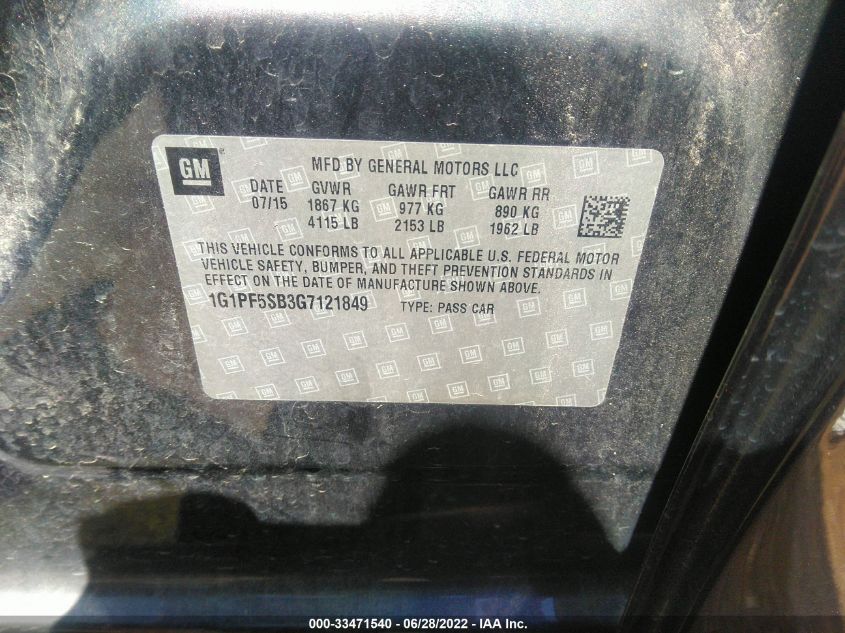 GM
MFD BY GENERAL MOTORS LLC
DATE GVWR GAWR FRT GAWR RR
07/15 1867 KG 977 KG 890 KG
4115 LB 2153 LB 1962 LB
THIS VEHICLE CONFORMS TO ALL APPLICABLE U.S. FEDERAL MOTOR
VEHICLE SAFETY, BUMPER, AND THEFT PREVENTION STANDARDS IN
EFFECT ON THE DATE OF MANUFACTURE SHOWN ABOVE.
1G1PF5SB3G7121849 TYPE: PASS CAR
000-33471540 / 06/28/2022 - IAA Inc.